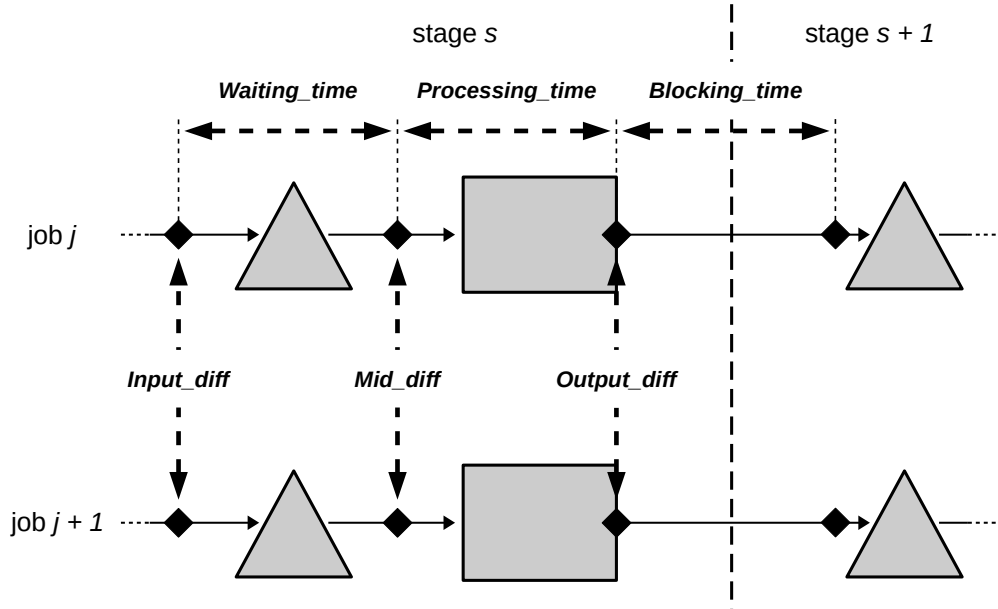 stage s
stage s + 1
Waiting_time
Processing_time
Blocking_time
job j
Input_diff
Mid_diff
Output_diff
job j + 1